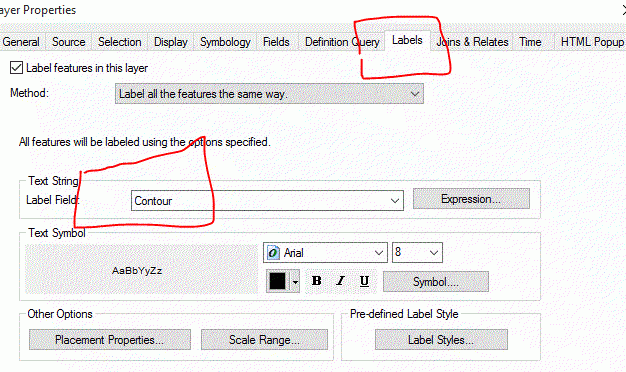 ayer Properties
General Source Selection Display Symbology Fields Definition Query Labels Joins & Relates Time HTML Popup
Label features in this layer
Method: Label all the features the same way.
All features will be labeled using the options specified.
Text String
Label Field: Contour Expression...
Text Symbol
AaBbYyZz Arial 8
B I U Symbol....
Other Options Pre-defined Label Style
Placement Properties... Scale Range... Label Styles...